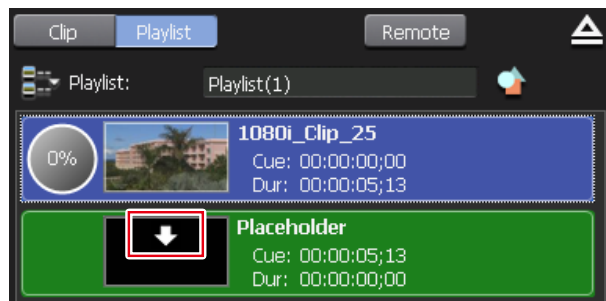 Clip Playlist Remote
Playlist: Playlist(1)
1080i_Clip_25
0%
Cue: 00:00:00;00
Dur: 00:00:05;13
Placeholder
Cue: 00:00:05;13
Dur: 00:00:00;00